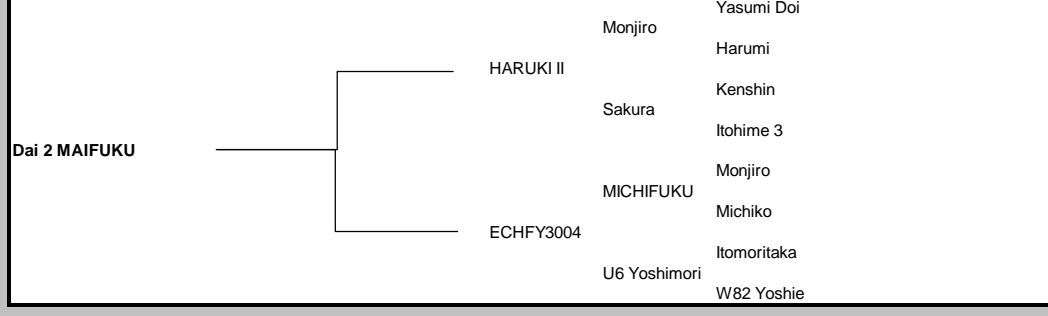 Yasumi Doi
Monjiro
Harumi
HARUKI II
Kenshin
Sakura
Itohime 3
Dai 2 MAIFUKU
Monjiro
MICHIFUKU
Michiko
ECHFY3004
Itomoritaka
U6 Yoshimori
W82 Yoshie